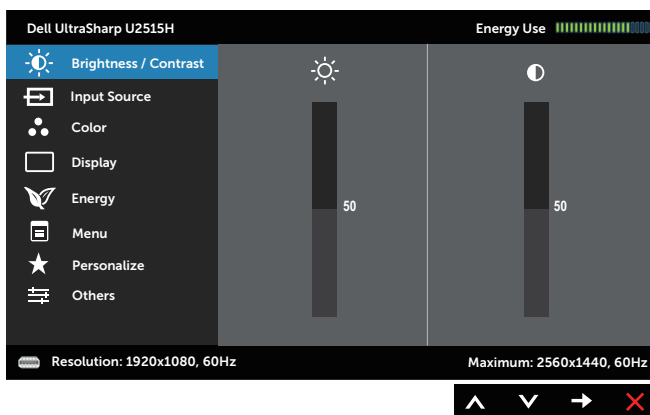 Dell UltraSharp U2515H
Energy Use
Brightness / Contrast
Input Source
Color
Display
Energy
Menu
Personalize
Others
50
50
Resolution: 1920x1080, 60Hz
Maximum: 2560x1440, 60Hz